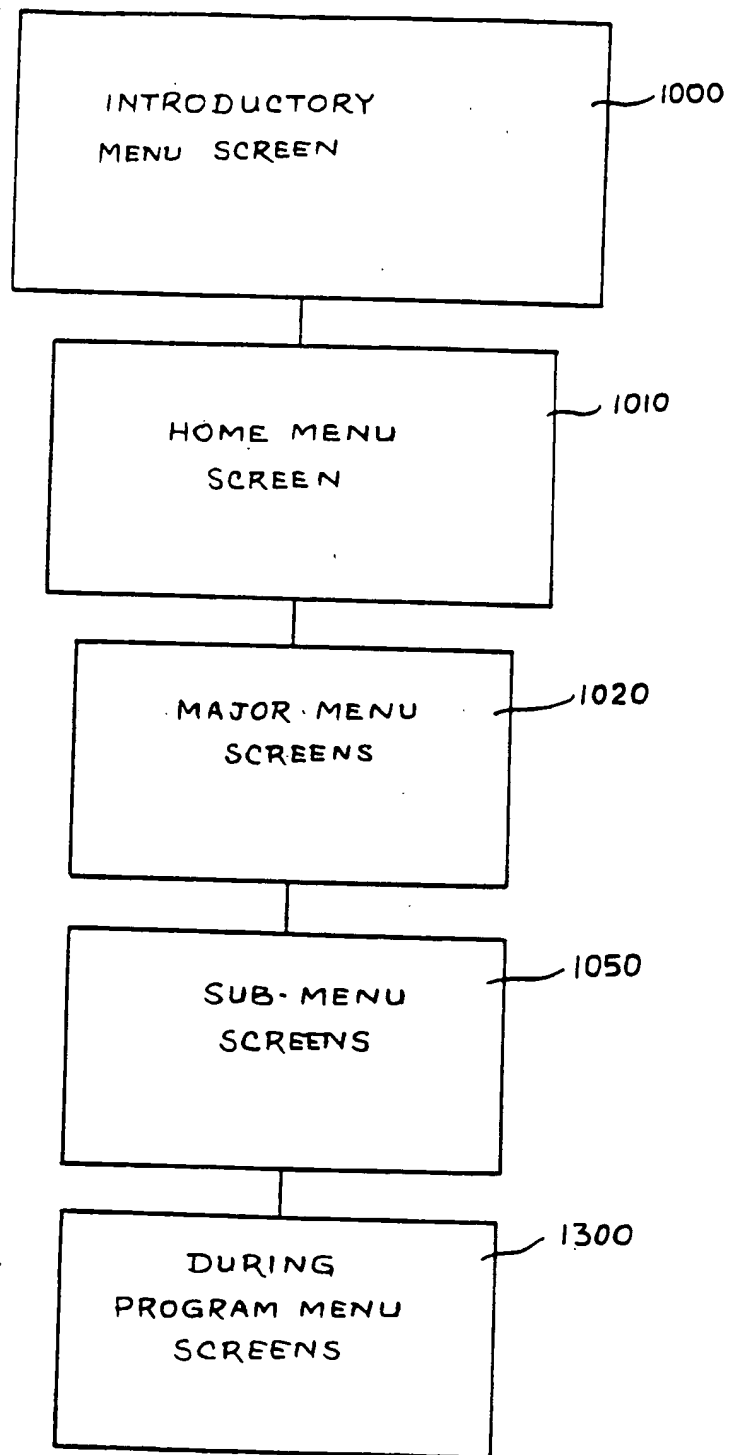 INTRODUCTORY
MENU SCREEN
1000
HOME MENU
SCREEN
1010
MAJOR MENU
SCREENS
1020
SUB-MENU
SCREENS
1050
DURING
PROGRAM MENU
SCREENS
1300